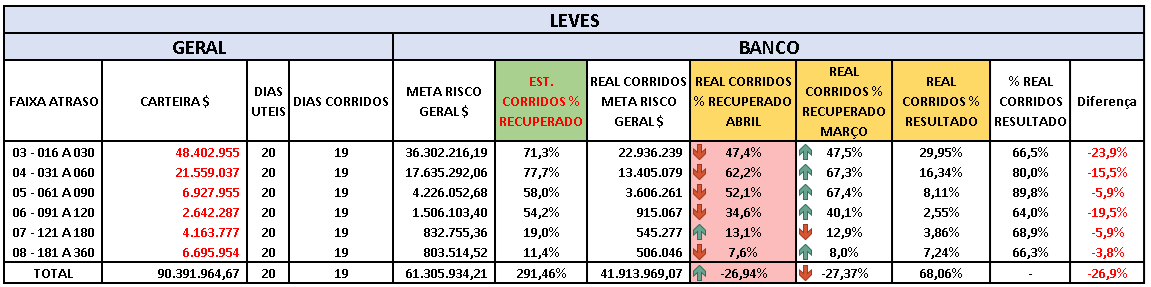 LEVES
GERAL BANCO
FAIXA ATRASO CARTEIRA $ DIAS UTEIS DIAS CORRIDOS META RISCO GERAL $ EST. CORRIDOS % RECUPERADO REAL CORRIDOS META RISCO GERAL $ REAL CORRIDOS % RECUPERADO ABRIL REAL CORRIDOS % RECUPERADO MARÇO REAL CORRIDOS % RESULTADO % REAL CORRIDOS RESULTADO Diferença
03 - 016 A 030 48.402.955 20 19 36.302.216,19 71,3% 22.936.239 47,4% 47,5% 29,95% 66,5% -23,9%
04 - 031 A 060 21.559.037 20 19 17.635.292,06 77,7% 13.405.079 62,2% 67,3% 16,34% 80,0% -15,5%
05 - 061 A 090 6.927.955 20 19 4.226.052,68 58,0% 3.606.261 52,1% 67,4% 8,11% 89,8% -5,9%
06 - 091 A 120 2.642.287 20 19 1.506.103,40 54,2% 915.067 34,6% 40,1% 2,55% 64,0% -19,5%
07 - 121 A 180 4.163.777 20 19 832.755,36 19,0% 545.277 13,1% 12,9% 3,86% 68,9% -5,9%
08 - 181 A 360 6.695.954 20 19 803.514,52 11,4% 506.046 7,6% 8,0% 7,24% 66,3% -3,8%
TOTAL 90.391.964,67 20 19 61.305.934,21 291,46% 41.913.969,07 -26,94% -27,37% 68,06% - -26,9%